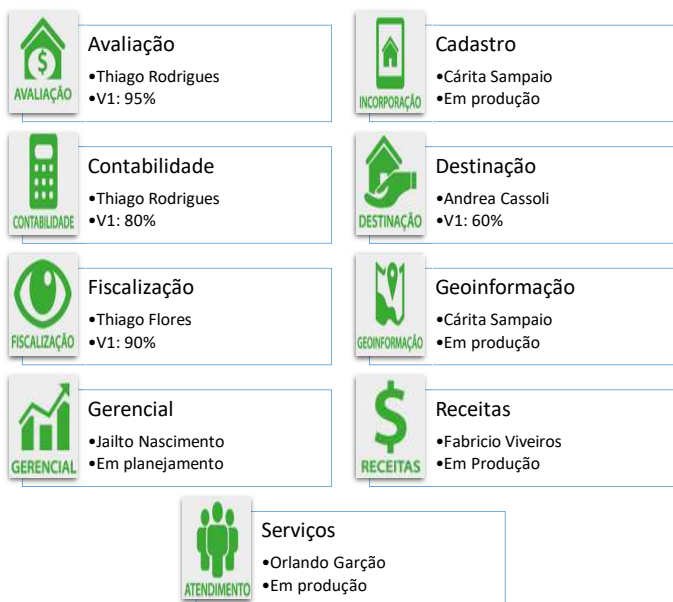 Avaliação
•Thiago Rodrigues
•V1: 95%
AVALIAÇÃO
Cadastro
•Cárita Sampaio
•Em produção
INCORPORAÇÃO
Contabilidade
•Thiago Rodrigues
•V1: 80%
CONTABILIDADE
Destinação
•Andrea Cassoli
•V1: 60%
DESTINAÇÃO
Fiscalização
•Thiago Flores
•V1: 90%
FISCALIZAÇÃO
Geoinformação
•Cárita Sampaio
•Em produção
GEOINFORMAÇÃO
Gerencial
•Jailto Nascimento
•Em planejamento
GERENCIAL
Receitas
•Fabricio Viveiros
•Em Produção
RECEITAS
Serviços
•Orlando Garção
•Em produção
ATENDIMENTO